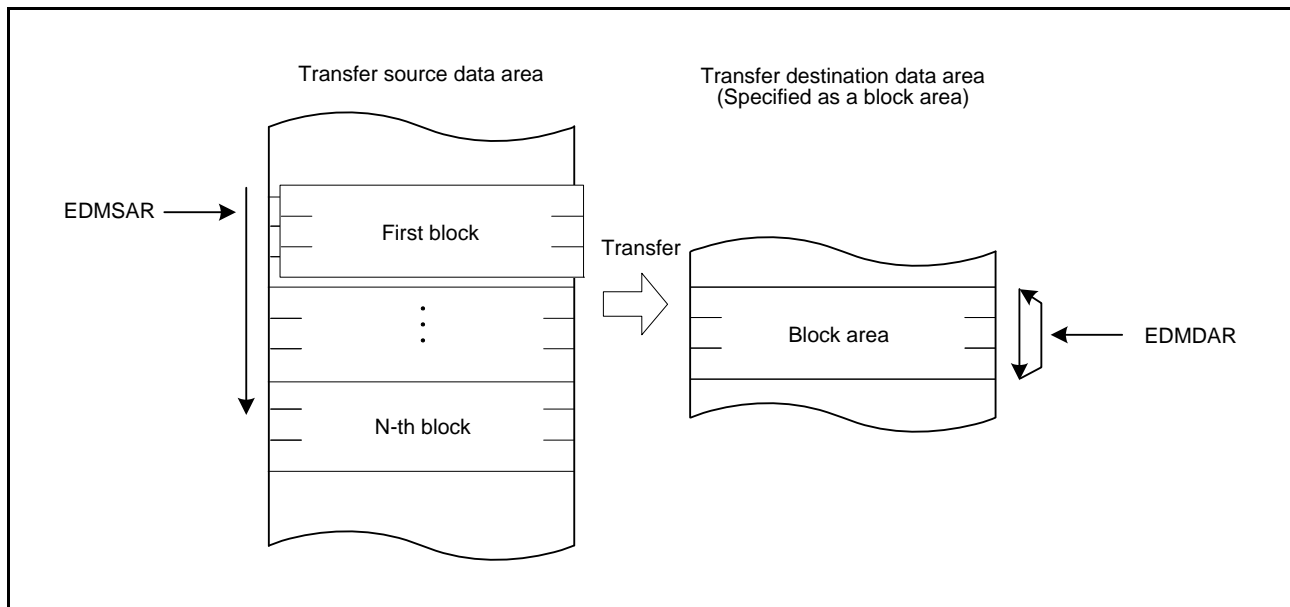 Transfer source data area
Transfer destination data area
(Specified as a block area)
EDMSAR
First block
Transfer
Block area
EDMDAR
N-th block